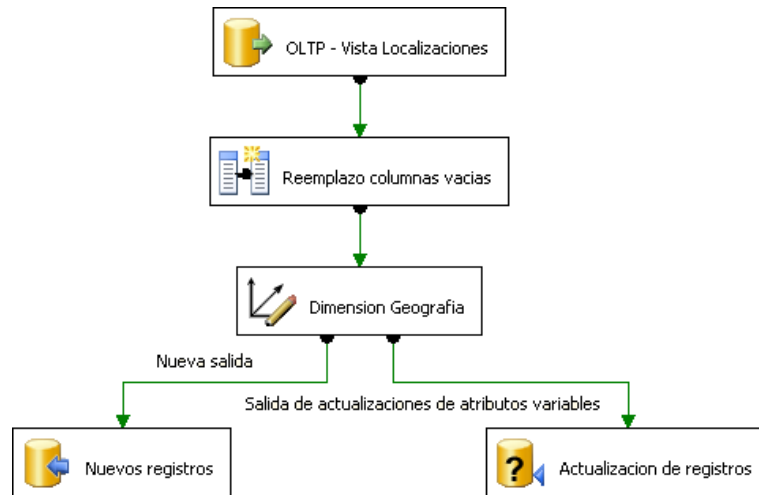 OLTP - Vista Localizaciones
Reemplazo columnas vacias
Dimension Geografia
Nueva salida
Salida de actualizaciones de atributos variables
Nuevos registros
?
Actualizacion de registros